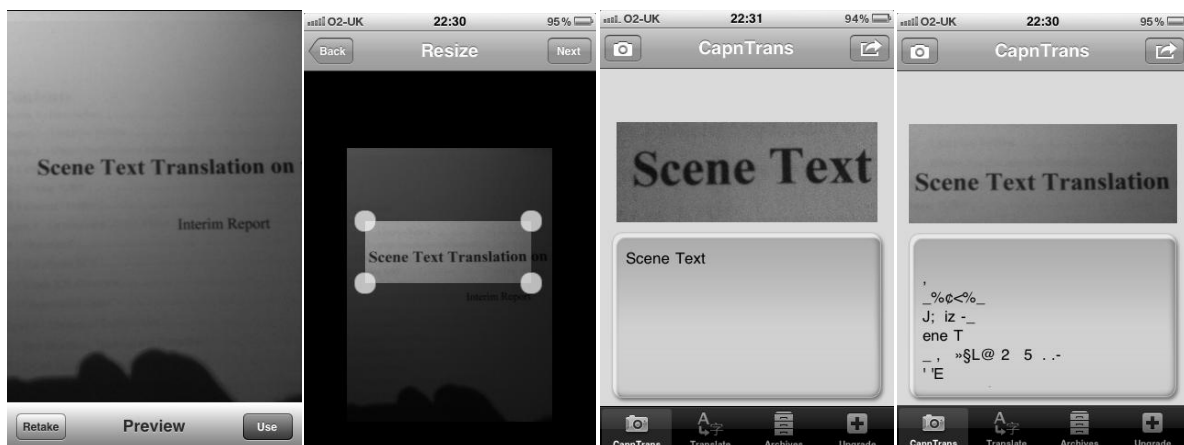 Scene Text Translation on
Interim Report
Retake
Preview
Use
O2-UK
22:30
95%
Back
Resize
Next
Scene Text Translation on
Interim Report
O2-UK
22:31
94%
CapnTrans
Scene Text
Scene Text
CapnTrans
Translate
Archives
Upgrade
O2-UK
22:30
95%
CapnTrans
Scene Text Translation
,
_%¢<%_
J; iz -_
ene T
_ , »§L@ 2 5 . .-
' 'E
CapnTrans
Translate
Archives
Upgrade